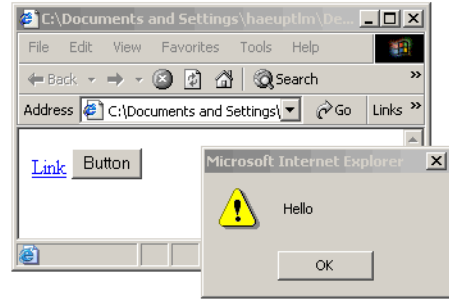 C:\Documents and Settings\haeuptlm\De...
File Edit View Favorites Tools Help
Back Search »
Address C:\Documents and Settings\ Go Links »
Link Button
Microsoft Internet Explorer
Hello
OK